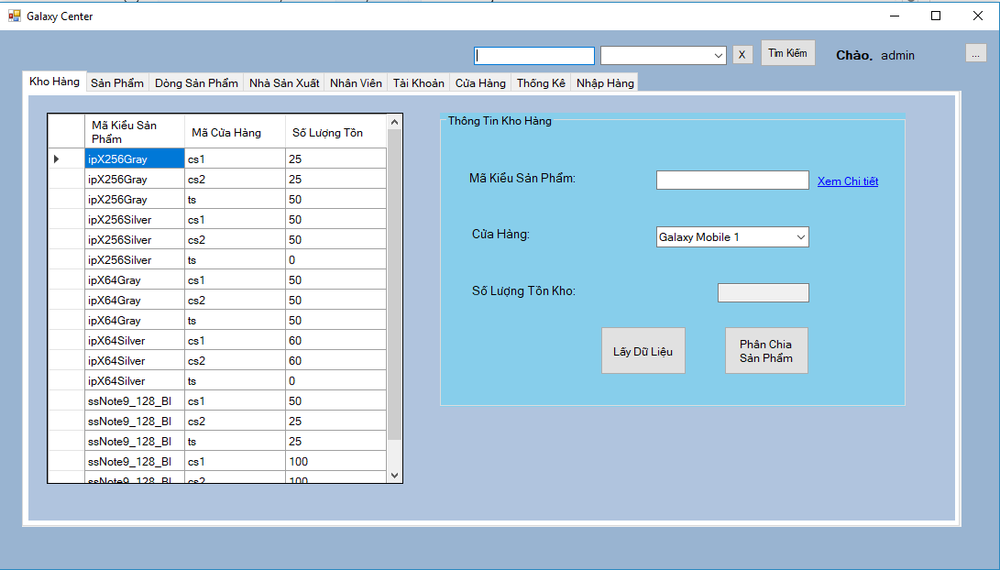 Galaxy Center
X
Tìm Kiếm
Chào, admin
...
Kho Hàng Sản Phẩm Dòng Sản Phẩm Nhà Sản Xuất Nhân Viên Tài Khoản Cửa Hàng Thống Kê Nhập Hàng
Mã Kiểu Sản
Phẩm
Mã Cửa Hàng
Số Lượng Tồn
ipX256Gray cs1 25
ipX256Gray cs2 25
ipX256Gray ts 50
ipX256Silver cs1 50
ipX256Silver cs2 50
ipX256Silver ts 0
ipX64Gray cs1 50
ipX64Gray cs2 50
ipX64Gray ts 50
ipX64Silver cs1 60
ipX64Silver cs2 60
ipX64Silver ts 0
ssNote9_128_Bl cs1 50
ssNote9_128_Bl cs2 25
ssNote9_128_Bl ts 25
ssNote9_128_Bl cs1 100
ssNote9_128_Bl cs2 100
Thông Tin Kho Hàng
Mã Kiểu Sản Phẩm:
Xem Chi tiết
Cửa Hàng:
Galaxy Mobile 1
Số Lượng Tồn Kho:
Lấy Dữ Liệu
Phân Chia
Sản Phẩm